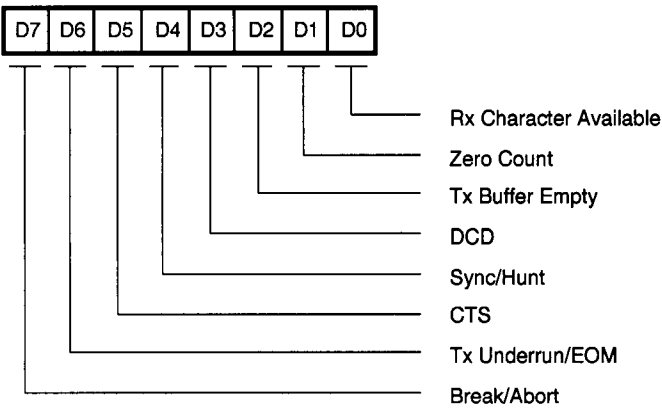 D7 D6 D5 D4 D3 D2 D1 D0
Rx Character Available
Zero Count
Tx Buffer Empty
DCD
Sync/Hunt
CTS
Tx Underrun/EOM
Break/Abort